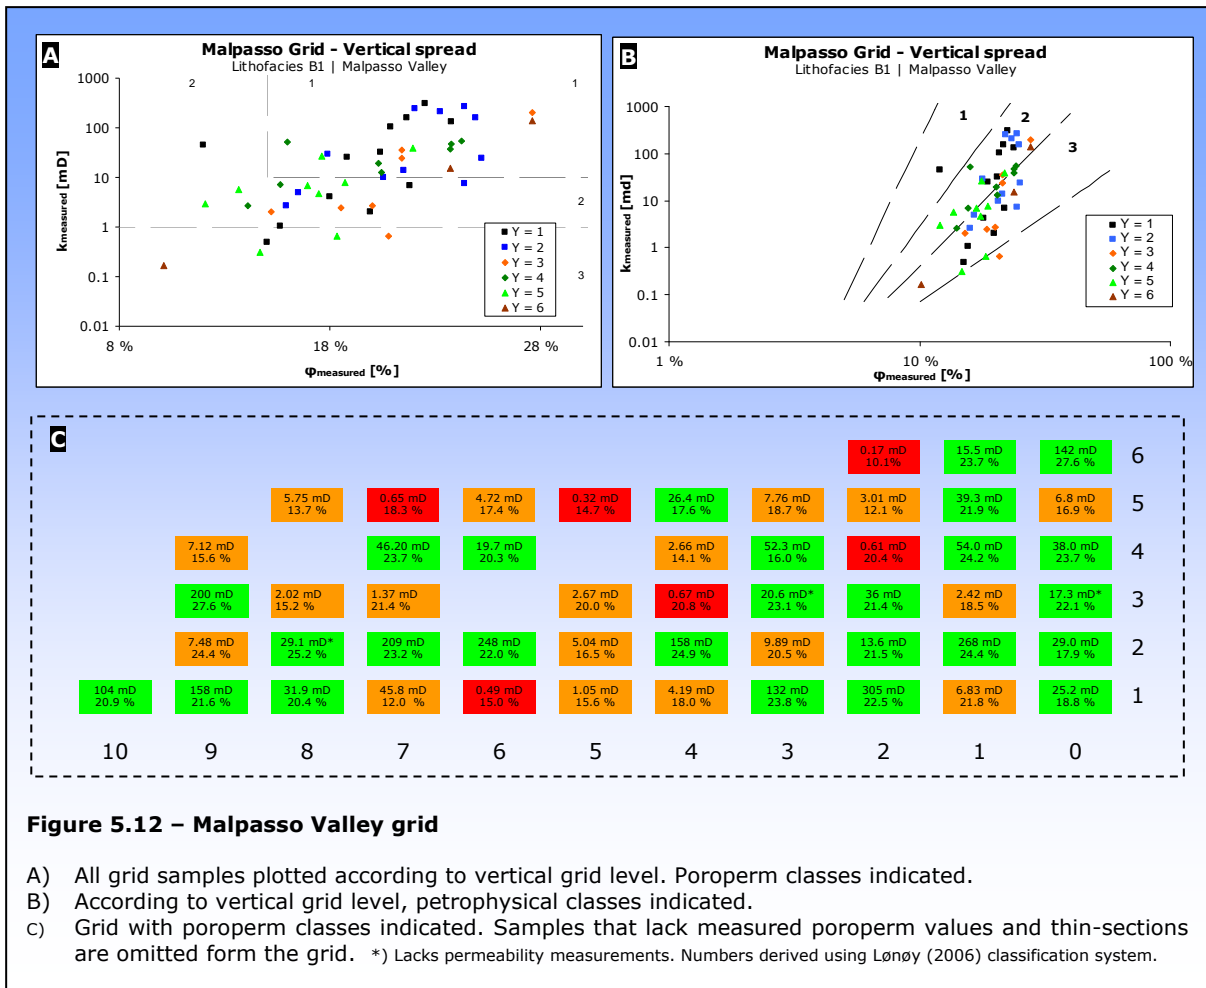 A
Malpasso Grid - Vertical spread
Lithofacies B1 | Malpasso Valley
2 1 1
1000
100
10
1
0.1
0.01
2
3
kmeasured [mD]
8 % 18 % 28 %
φmeasured [%]
Y = 1
Y = 2
Y = 3
Y = 4
Y = 5
Y = 6
B
Malpasso Grid - Vertical spread
Lithofacies B1 | Malpasso Valley
1000
100
10
1
0.1
0.01
1 2
3
kmeasured [md]
1 % 10 % 100 %
φmeasured [%]
Y = 1
Y = 2
Y = 3
Y = 4
Y = 5
Y = 6
C
0.17 mD 15.5 mD 142 mD
10.1% 23.7 % 27.6 %
6
5.75 mD 0.65 mD 4.72 mD 0.32 mD 26.4 mD 7.76 mD 3.01 mD 39.3 mD 6.8 mD
13.7 % 18.3 % 17.4 % 14.7 % 17.6 % 18.7 % 12.1 % 21.9 % 16.9 %
5
7.12 mD 46.20 mD 19.7 mD 2.66 mD 52.3 mD 0.61 mD 54.0 mD 38.0 mD
15.6 % 23.7 % 20.3 % 14.1 % 16.0 % 20.4 % 24.2 % 23.7 %
4
200 mD 2.02 mD 1.37 mD 2.67 mD 0.67 mD 20.6 mD* 36 mD 2.42 mD 17.3 mD*
27.6 % 15.2 % 21.4 % 20.0 % 20.8 % 23.1 % 21.4 % 18.5 % 22.1 %
3
7.48 mD 29.1 mD* 209 mD 248 mD 5.04 mD 158 mD 9.89 mD 13.6 mD 268 mD 29.0 mD
24.4 % 25.2 % 23.2 % 22.0 % 16.5 % 24.9 % 20.5 % 21.5 % 24.4 % 17.9 %
2
104 mD 158 mD 31.9 mD 45.8 mD 0.49 mD 1.05 mD 4.19 mD 132 mD 305 mD 6.83 mD 25.2 mD
20.9 % 21.6 % 20.4 % 12.0 % 15.0 % 15.6 % 18.0 % 23.8 % 22.5 % 21.8 % 18.8 %
1
10 9 8 7 6 5 4 3 2 1 0
Figure 5.12 – Malpasso Valley grid
A) All grid samples plotted according to vertical grid level. Poroperm classes indicated.
B) According to vertical grid level, petrophysical classes indicated.
C) Grid with poroperm classes indicated. Samples that lack measured poroperm values and thin-sections
are omitted form the grid. *) Lacks permeability measurements. Numbers derived using Lønøy (2006) classification system.